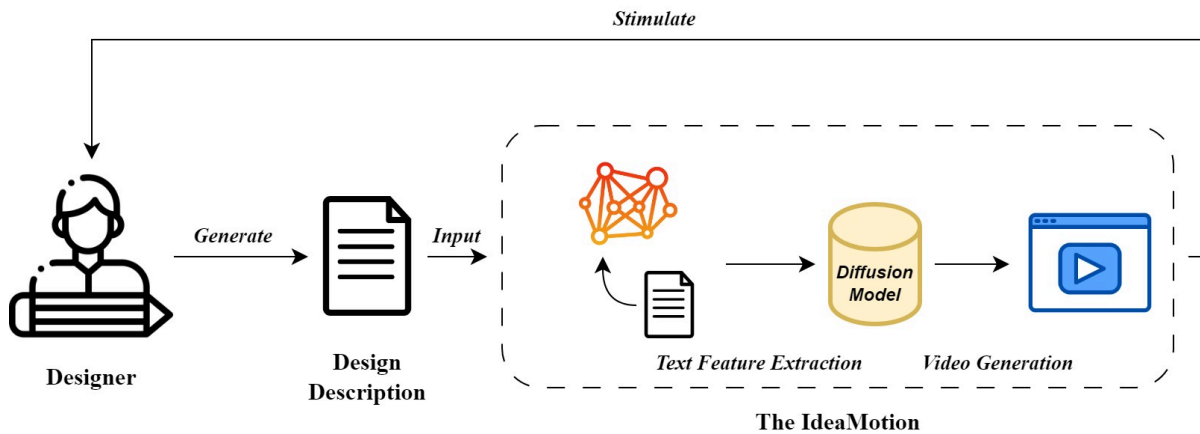 Stimulate
Generate
Input
Diffusion
Model
Designer
Design
Description
Text Feature Extraction
Video Generation
The IdeaMotion